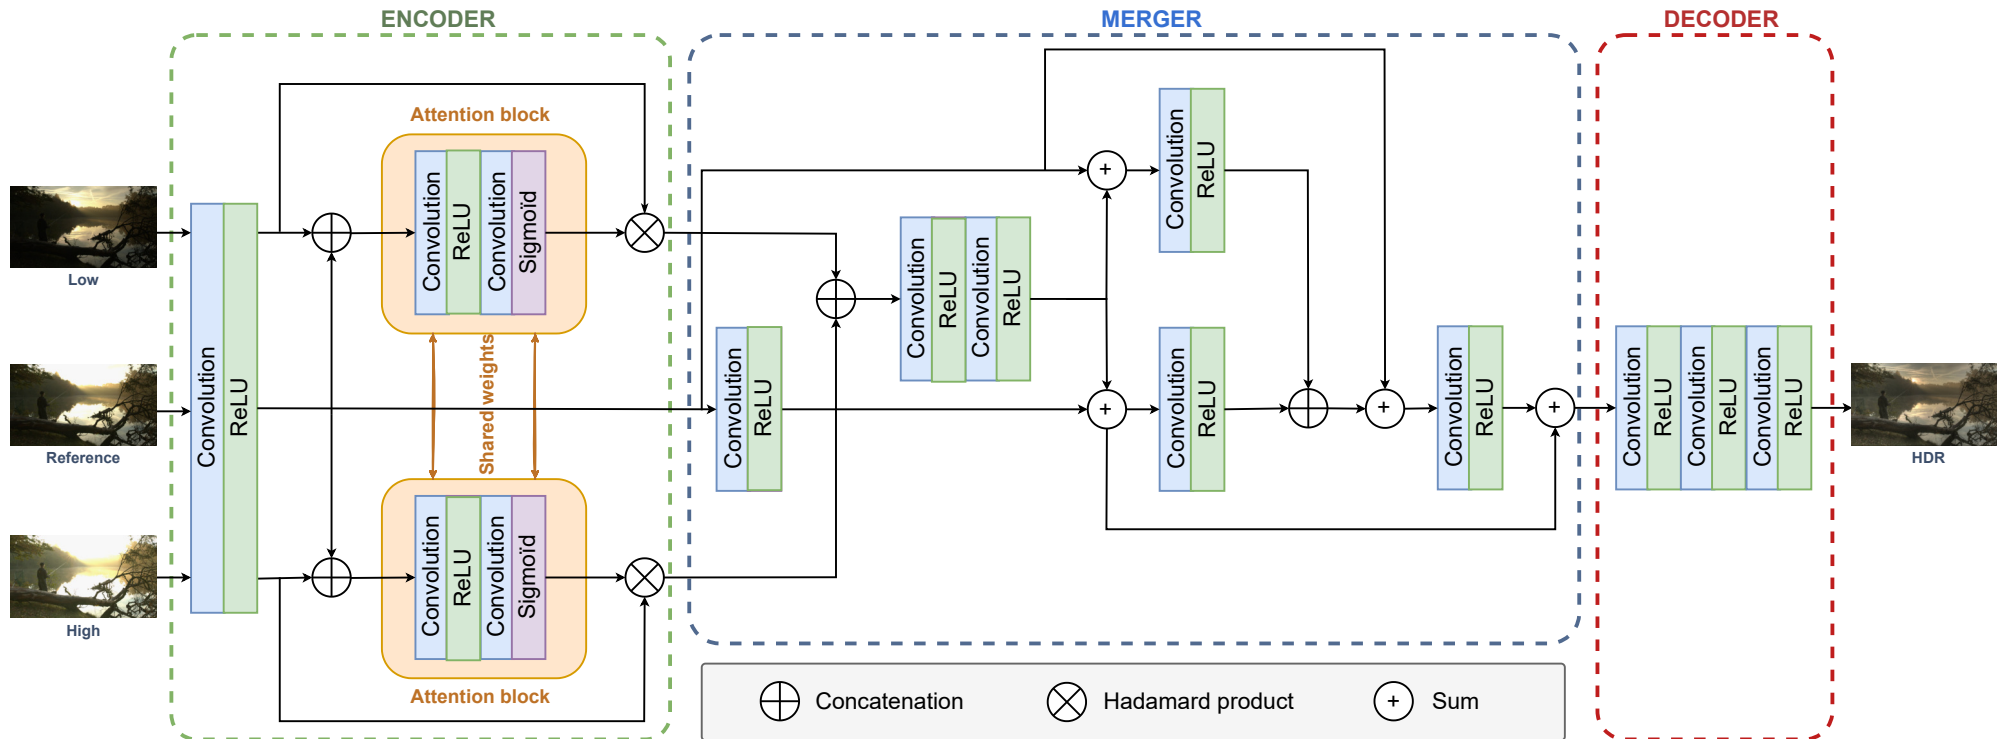 ENCODER
MERGER
DECODER
Attention block
Convolution
ReLU
Convolution
Sigmoïd
Low
Convolution
ReLU
Shared weights
Reference
High
Convolution
ReLU
Convolution
Sigmoïd
Attention block
Convolution
ReLU
Convolution
ReLU
Convolution
ReLU
Convolution
ReLU
Convolution
ReLU
Convolution
ReLU
Convolution
ReLU
Convolution
ReLU
Convolution
ReLU
HDR
+
+
+
+
Concatenation
Hadamard product
+
Sum